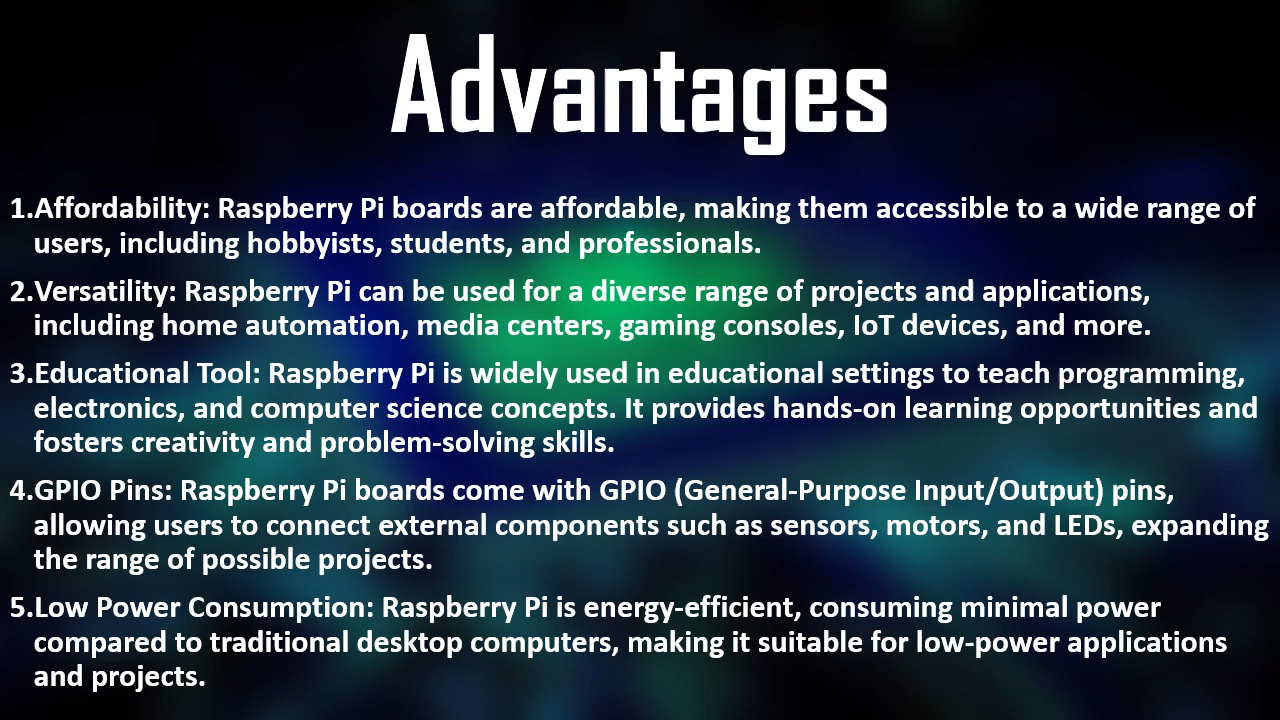 Advantages
1.Affordability: Raspberry Pi boards are affordable, making them accessible to a wide range of
users, including hobbyists, students, and professionals.
2.Versatility: Raspberry Pi can be used for a diverse range of projects and applications,
including home automation, media centers, gaming consoles, IoT devices, and more.
3.Educational Tool: Raspberry Pi is widely used in educational settings to teach programming,
electronics, and computer science concepts. It provides hands-on learning opportunities and
fosters creativity and problem-solving skills.
4.GPIO Pins: Raspberry Pi boards come with GPIO (General-Purpose Input/Output) pins,
allowing users to connect external components such as sensors, motors, and LEDs, expanding
the range of possible projects.
5.Low Power Consumption: Raspberry Pi is energy-efficient, consuming minimal power
compared to traditional desktop computers, making it suitable for low-power applications
and projects.